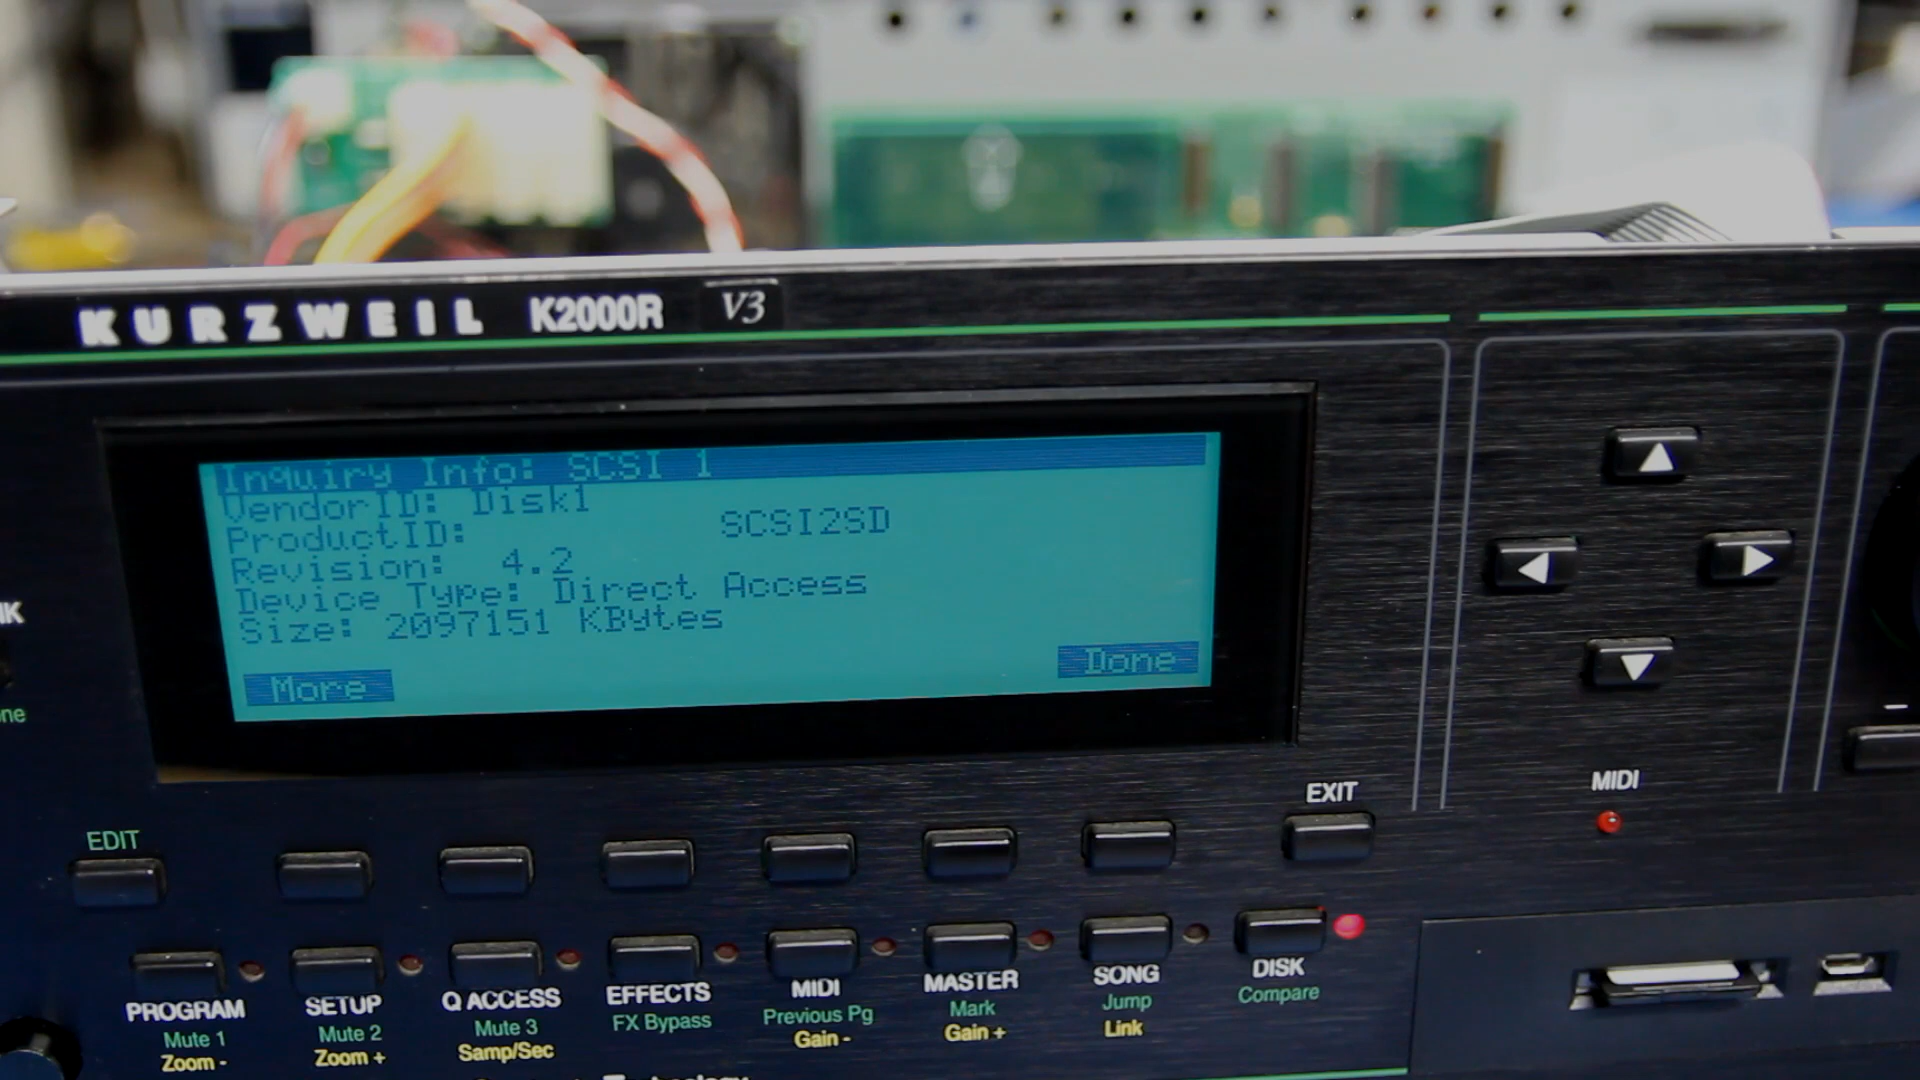 KURZWEIL K2000R V3
Inquiry Info: SCSI 1
VendorID: Disk1
ProductID: SCSI2SD
Revision: 4.2
Device Type: Direct Access
Size: 2097151 KBytes
More Done
EXIT
MIDI
EDIT
PROGRAM
Mute 1
Zoom -
SETUP
Mute 2
Zoom +
Q ACCESS
Mute 3
Samp/Sec
EFFECTS
FX Bypass
MIDI
Previous Pg
Gain -
MASTER
Mark
Gain +
SONG
Jump
Link
DISK
Compare